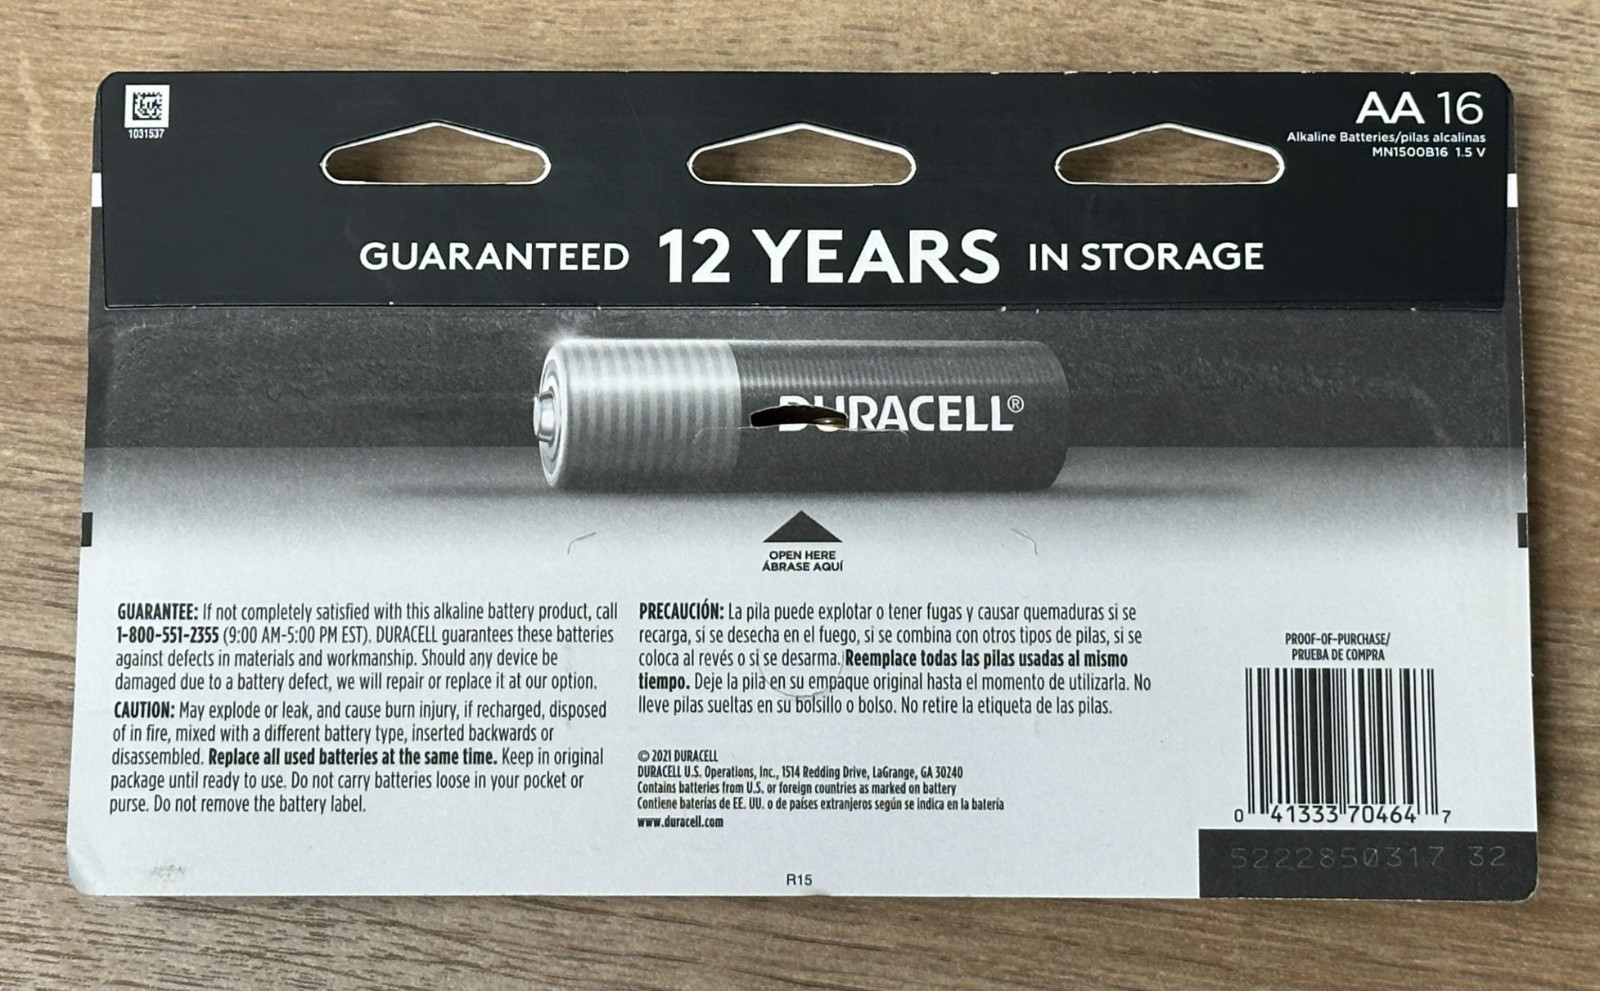 1031537
AA 16
Alkaline Batteries/pilas alcalinas
MN1500B16 1.5 V
GUARANTEED 12 YEARS IN STORAGE
DURACELL®
OPEN HERE
ÁBRASE AQUÍ
GUARANTEE: If not completely satisfied with this alkaline battery product, call
1-800-551-2355 (9:00 AM-5:00 PM EST). DURACELL guarantees these batteries
against defects in materials and workmanship. Should any device be
damaged due to a battery defect, we will repair or replace it at our option.
CAUTION: May explode or leak, and cause burn injury, if recharged, disposed
of in fire, mixed with a different battery type, inserted backwards or
disassembled. Replace all used batteries at the same time. Keep in original
package until ready to use. Do not carry batteries loose in your pocket or
purse. Do not remove the battery label.
PRECAUCIÓN: La pila puede explotar o tener fugas y causar quemaduras si se
recarga, si se desecha en el fuego, si se combina con otros tipos de pilas, si se
coloca al revés o si se desarma. Reemplace todas las pilas usadas al mismo
tiempo. Deje la pila en su empaque original hasta el momento de utilizarla. No
lleve pilas sueltas en su bolsillo o bolso. No retire la etiqueta de las pilas.
© 2021 DURACELL
DURACELL U.S. Operations, Inc., 1514 Redding Drive, LaGrange, GA 30240
Contains batteries from U.S. or foreign countries as marked on battery
Contiene baterías de EE. UU. o de países extranjeros según se indica en la batería
www.duracell.com
PROOF-OF-PURCHASE/
PRUEBA DE COMPRA
0 41333 70464 7
5222850317 32
R15